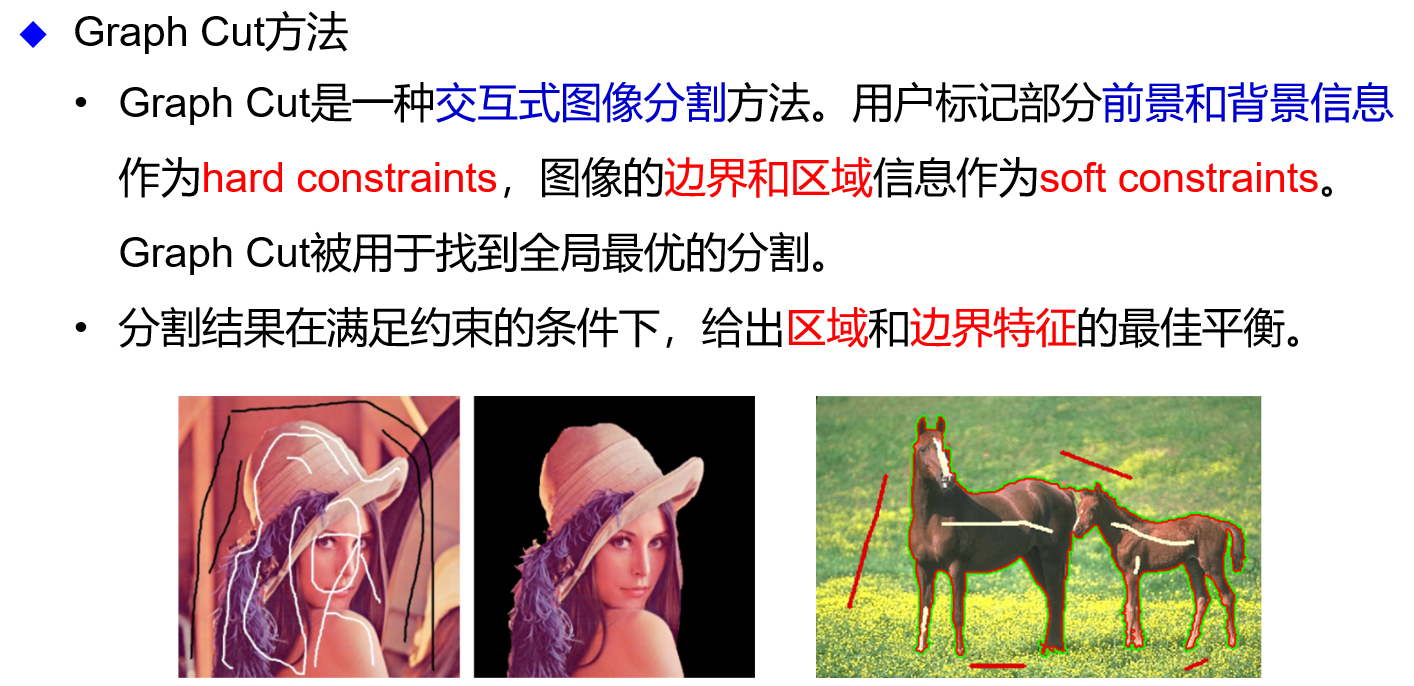 ◆ Graph Cut方法
• Graph Cut是一种交互式图像分割方法。用户标记部分前景和背景信息
作为hard constraints，图像的边界和区域信息作为soft constraints。
Graph Cut被用于找到全局最优的分割。
• 分割结果在满足约束的条件下，给出区域和边界特征的最佳平衡。